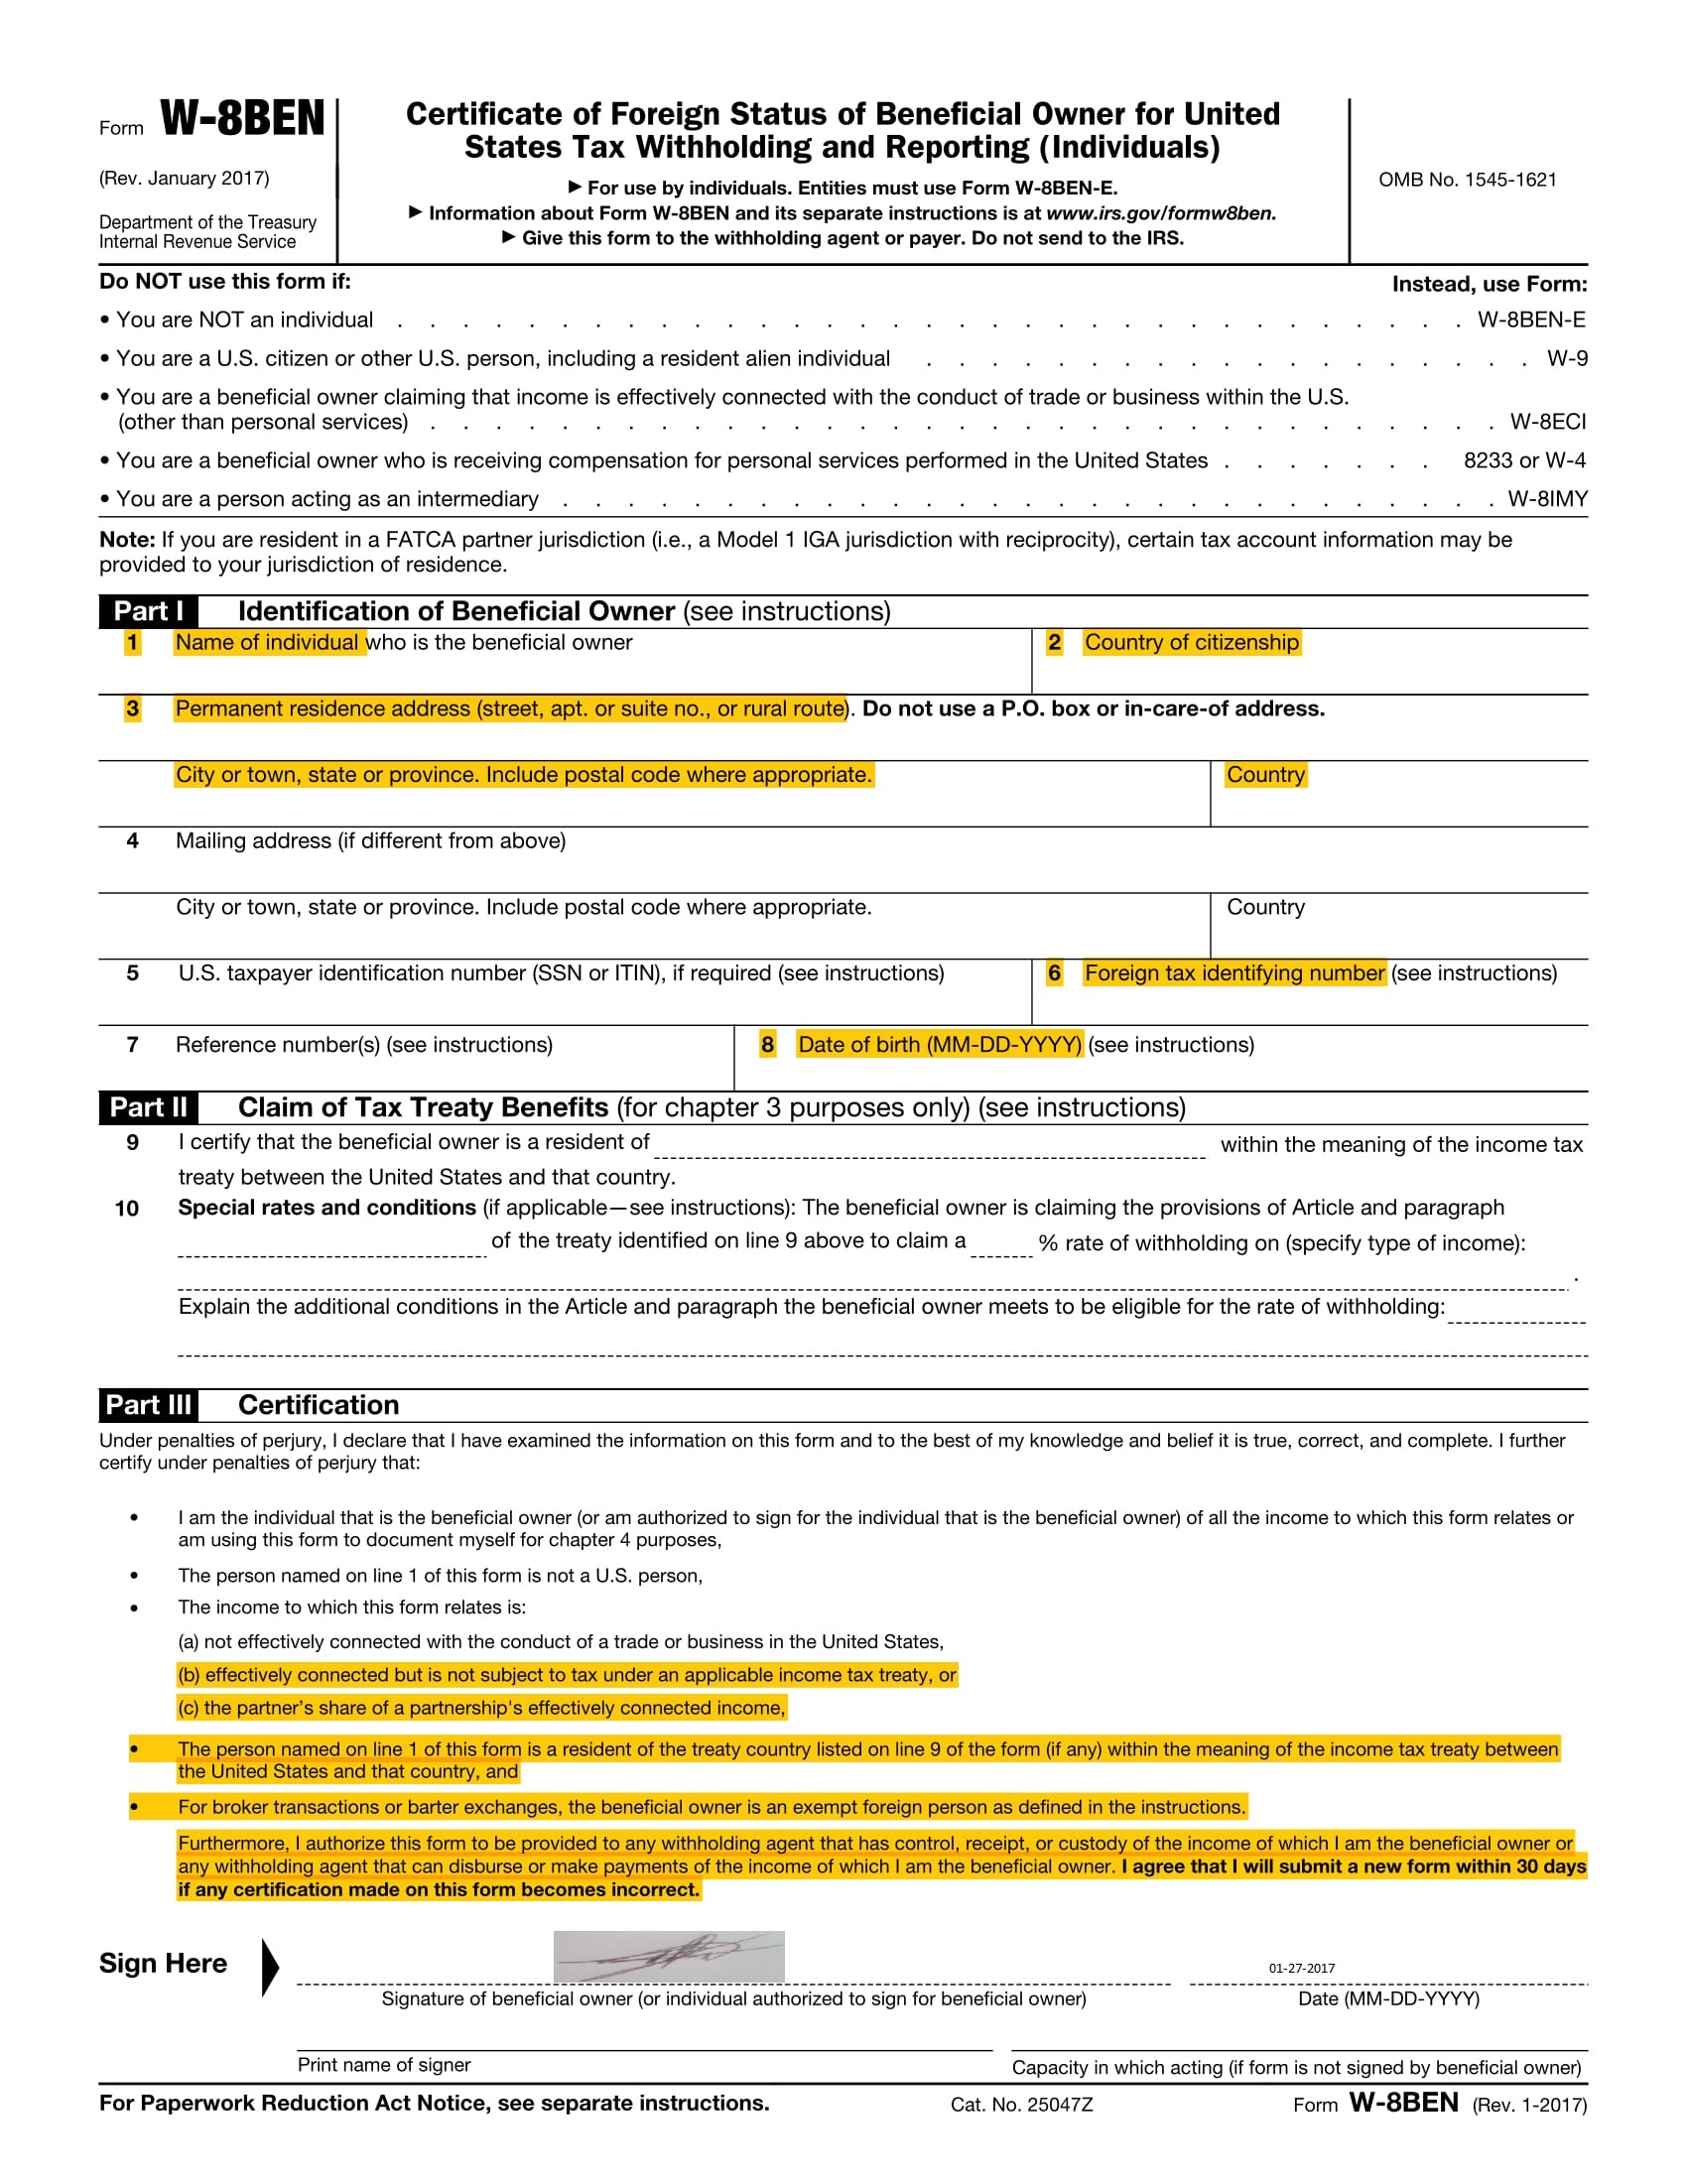 Form W-8BEN
(Rev. January 2017)
Department of the Treasury
Internal Revenue Service
Certificate of Foreign Status of Beneficial Owner for United
States Tax Withholding and Reporting (Individuals)
▶ For use by individuals. Entities must use Form W-8BEN-E.
▶ Information about Form W-8BEN and its separate instructions is at www.irs.gov/formw8ben.
▶ Give this form to the withholding agent or payer. Do not send to the IRS.
OMB No. 1545-1621
Do NOT use this form if: Instead, use Form:
• You are NOT an individual . . . . . . . . . . . . . . . . . . . . . . . . . . . . . . . . . W-8BEN-E
• You are a U.S. citizen or other U.S. person, including a resident alien individual . . . . . . . . . . . . . . . . . . . W-9
• You are a beneficial owner claiming that income is effectively connected with the conduct of trade or business within the U.S.
(other than personal services) . . . . . . . . . . . . . . . . . . . . . . . . . . . . . . . . . W-8ECI
• You are a beneficial owner who is receiving compensation for personal services performed in the United States . . . . . . . 8233 or W-4
• You are a person acting as an intermediary . . . . . . . . . . . . . . . . . . . . . . . . . . . . . W-8IMY
Note: If you are resident in a FATCA partner jurisdiction (i.e., a Model 1 IGA jurisdiction with reciprocity), certain tax account information may be
provided to your jurisdiction of residence.
Part I Identification of Beneficial Owner (see instructions)
1 Name of individual who is the beneficial owner 2 Country of citizenship
3 Permanent residence address (street, apt. or suite no., or rural route). Do not use a P.O. box or in-care-of address.
City or town, state or province. Include postal code where appropriate. Country
4 Mailing address (if different from above)
City or town, state or province. Include postal code where appropriate. Country
5 U.S. taxpayer identification number (SSN or ITIN), if required (see instructions) 6 Foreign tax identifying number (see instructions)
7 Reference number(s) (see instructions) 8 Date of birth (MM-DD-YYYY) (see instructions)
Part II Claim of Tax Treaty Benefits (for chapter 3 purposes only) (see instructions)
9 I certify that the beneficial owner is a resident of within the meaning of the income tax
treaty between the United States and that country.
10 Special rates and conditions (if applicable—see instructions): The beneficial owner is claiming the provisions of Article and paragraph
of the treaty identified on line 9 above to claim a % rate of withholding on (specify type of income):
.
Explain the additional conditions in the Article and paragraph the beneficial owner meets to be eligible for the rate of withholding:
Part III Certification
Under penalties of perjury, I declare that I have examined the information on this form and to the best of my knowledge and belief it is true, correct, and complete. I further
certify under penalties of perjury that:
• I am the individual that is the beneficial owner (or am authorized to sign for the individual that is the beneficial owner) of all the income to which this form relates or
am using this form to document myself for chapter 4 purposes,
• The person named on line 1 of this form is not a U.S. person,
• The income to which this form relates is:
(a) not effectively connected with the conduct of a trade or business in the United States,
(b) effectively connected but is not subject to tax under an applicable income tax treaty, or
(c) the partner’s share of a partnership's effectively connected income,
• The person named on line 1 of this form is a resident of the treaty country listed on line 9 of the form (if any) within the meaning of the income tax treaty between
the United States and that country, and
• For broker transactions or barter exchanges, the beneficial owner is an exempt foreign person as defined in the instructions.
Furthermore, I authorize this form to be provided to any withholding agent that has control, receipt, or custody of the income of which I am the beneficial owner or
any withholding agent that can disburse or make payments of the income of which I am the beneficial owner. I agree that I will submit a new form within 30 days
if any certification made on this form becomes incorrect.
Sign Here 01-27-2017
Signature of beneficial owner (or individual authorized to sign for beneficial owner) Date (MM-DD-YYYY)
Print name of signer Capacity in which acting (if form is not signed by beneficial owner)
For Paperwork Reduction Act Notice, see separate instructions. Cat. No. 25047Z Form W-8BEN (Rev. 1-2017)